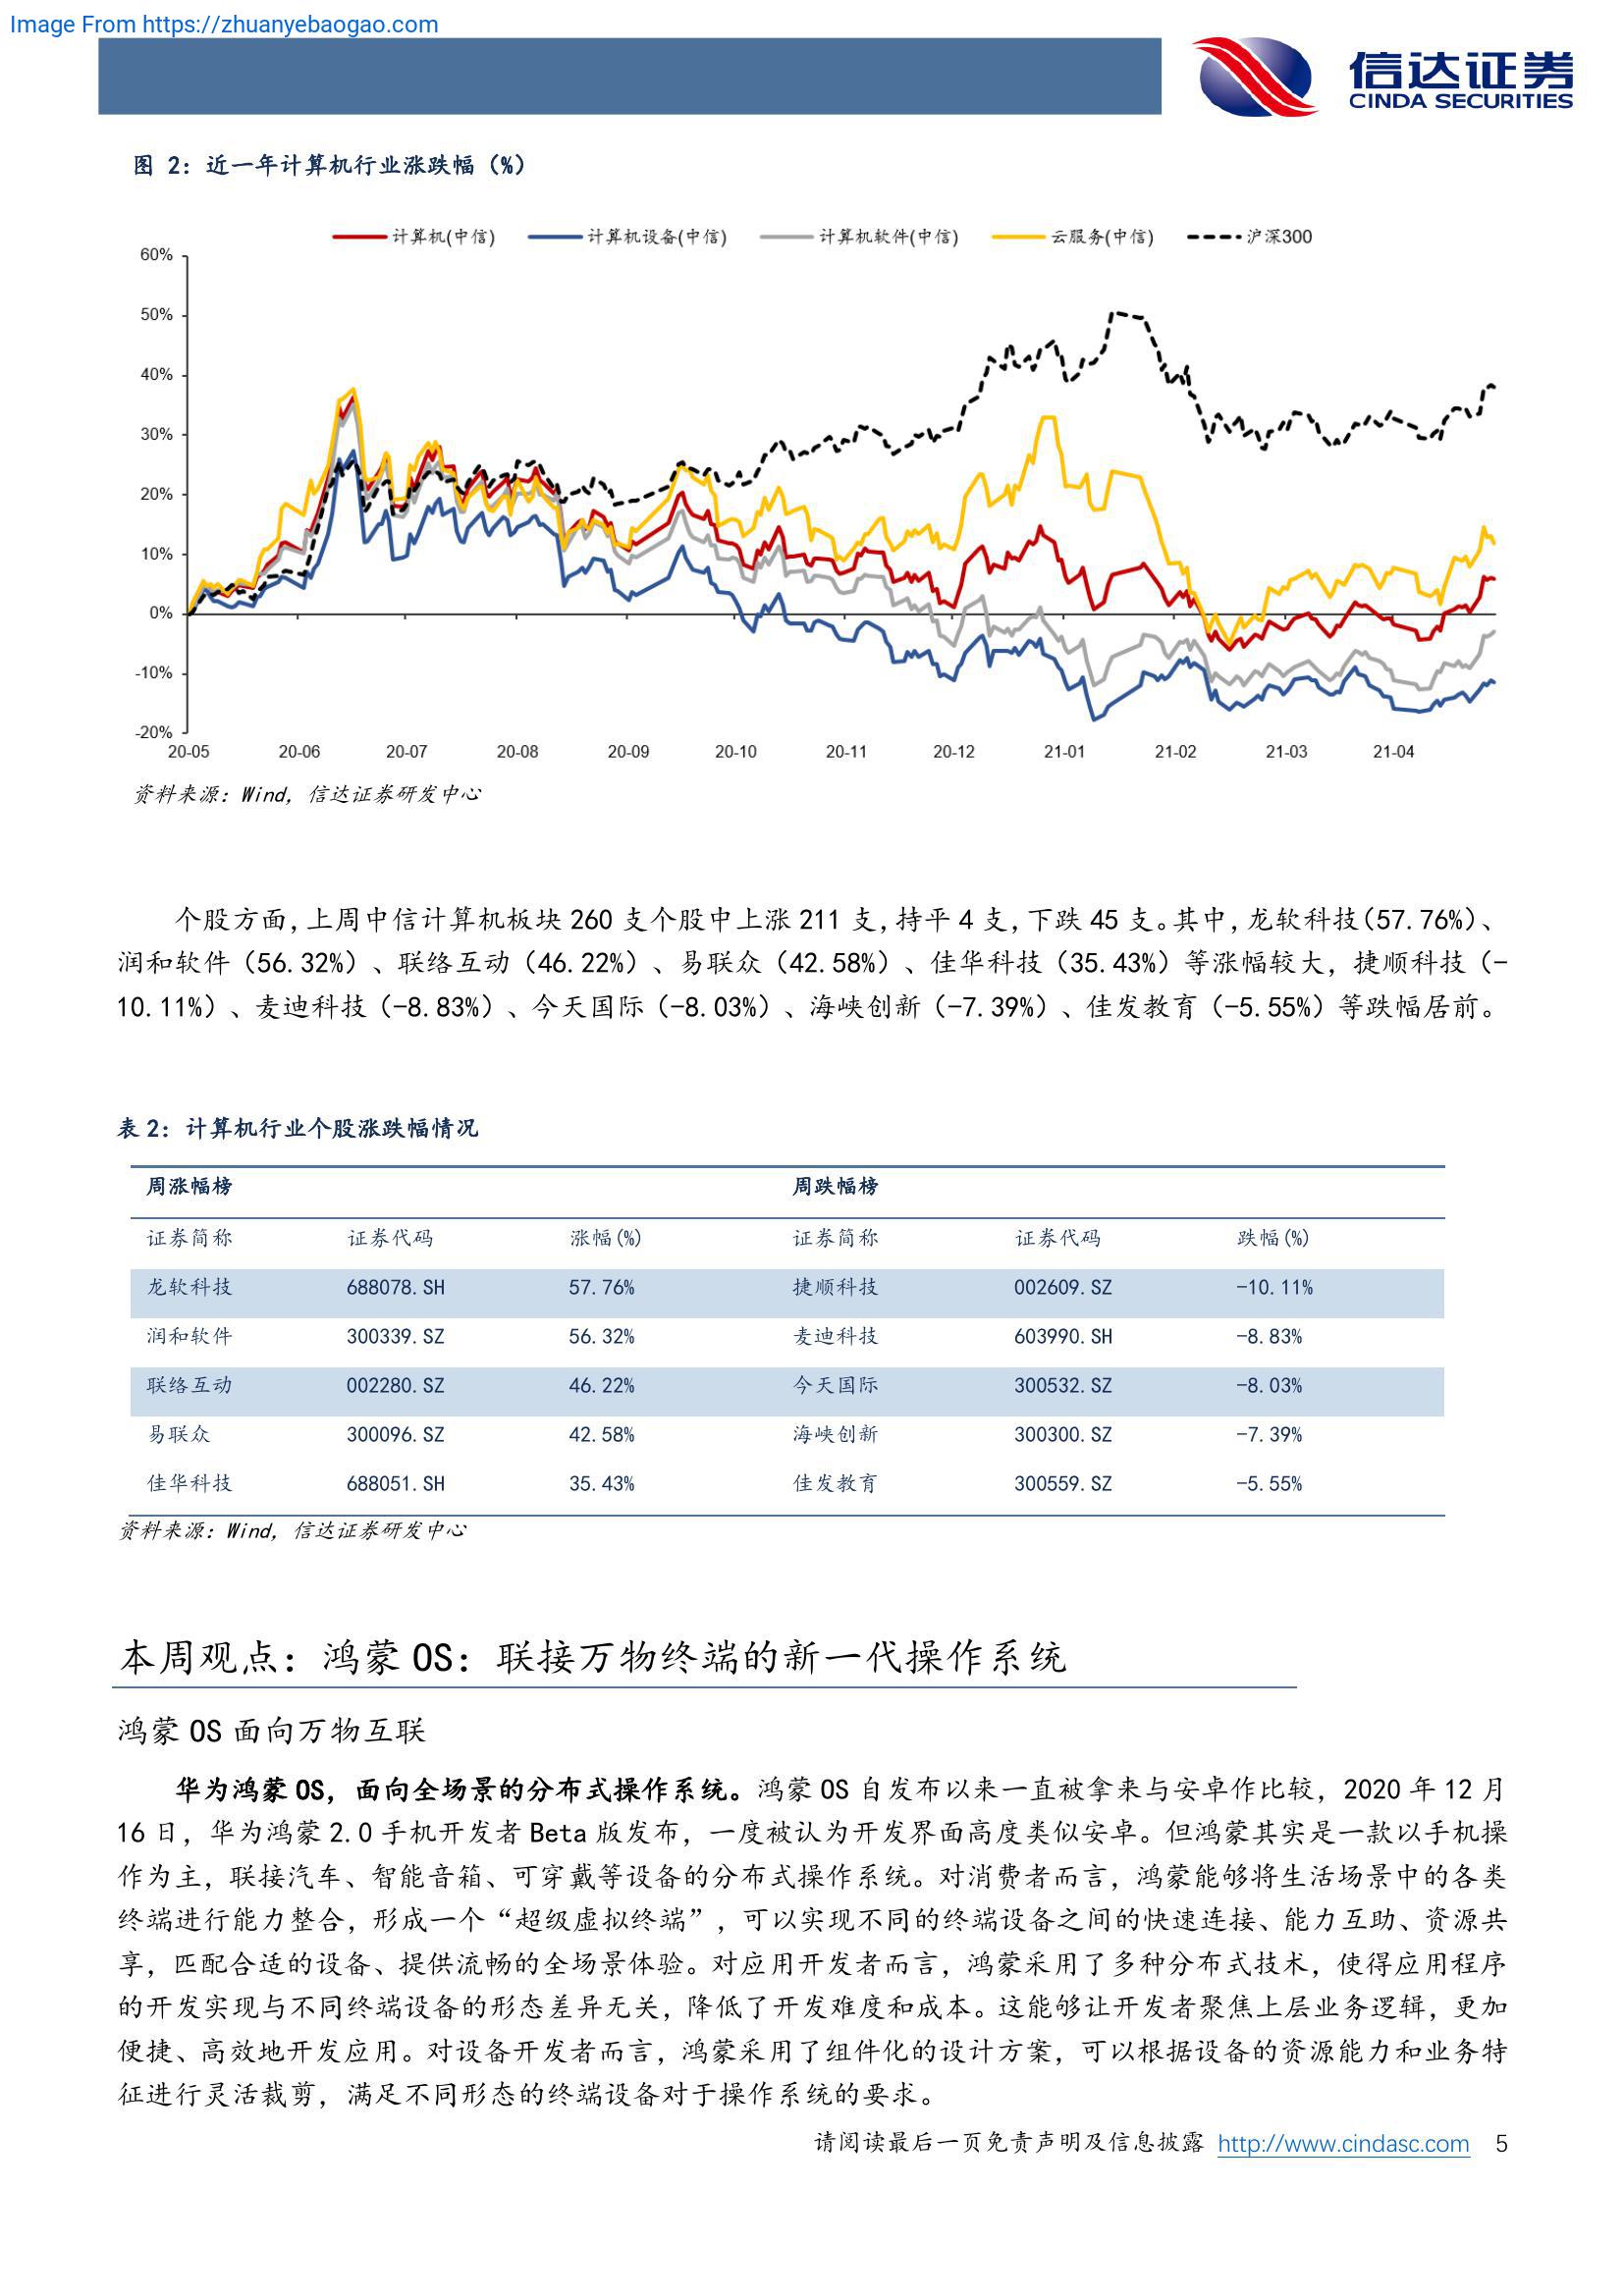 Image From https://zhuanyebaogao.com
信达证券
CINDA SECURITIES
图 2：近一年计算机行业涨跌幅（%）
计算机(中信) 计算机设备(中信) 计算机软件(中信) 云服务(中信) 沪深300
60%
50%
40%
30%
20%
10%
0%
-10%
-20%
20-05 20-06 20-07 20-08 20-09 20-10 20-11 20-12 21-01 21-02 21-03 21-04
资料来源：Wind，信达证券研发中心
个股方面，上周中信计算机板块 260 支个股中上涨 211 支，持平 4 支，下跌 45 支。其中，龙软科技（57.76%）、
润和软件（56.32%）、联络互动（46.22%）、易联众（42.58%）、佳华科技（35.43%）等涨幅较大，捷顺科技（-
10.11%）、麦迪科技（-8.83%）、今天国际（-8.03%）、海峡创新（-7.39%）、佳发教育（-5.55%）等跌幅居前。
表 2：计算机行业个股涨跌幅情况
周涨幅榜 周跌幅榜
证券简称 证券代码 涨幅(%) 证券简称 证券代码 跌幅(%)
龙软科技 688078.SH 57.76% 捷顺科技 002609.SZ -10.11%
润和软件 300339.SZ 56.32% 麦迪科技 603990.SH -8.83%
联络互动 002280.SZ 46.22% 今天国际 300532.SZ -8.03%
易联众 300096.SZ 42.58% 海峡创新 300300.SZ -7.39%
佳华科技 688051.SH 35.43% 佳发教育 300559.SZ -5.55%
资料来源：Wind，信达证券研发中心
本周观点：鸿蒙 OS：联接万物终端的新一代操作系统
鸿蒙 OS 面向万物互联
华为鸿蒙 OS，面向全场景的分布式操作系统。鸿蒙 OS 自发布以来一直被拿来与安卓作比较，2020 年 12 月
16 日，华为鸿蒙 2.0 手机开发者 Beta 版发布，一度被认为开发界面高度类似安卓。但鸿蒙其实是一款以手机操
作为主，联接汽车、智能音箱、可穿戴等设备的分布式操作系统。对消费者而言，鸿蒙能够将生活场景中的各类
终端进行能力整合，形成一个“超级虚拟终端”，可以实现不同的终端设备之间的快速连接、能力互助、资源共
享，匹配合适的设备、提供流畅的全场景体验。对应用开发者而言，鸿蒙采用了多种分布式技术，使得应用程序
的开发实现与不同终端设备的形态差异无关，降低了开发难度和成本。这能够让开发者聚焦上层业务逻辑，更加
便捷、高效地开发应用。对设备开发者而言，鸿蒙采用了组件化的设计方案，可以根据设备的资源能力和业务特
征进行灵活裁剪，满足不同形态的终端设备对于操作系统的要求。
请阅读最后一页免责声明及信息披露 http://www.cindasc.com 5